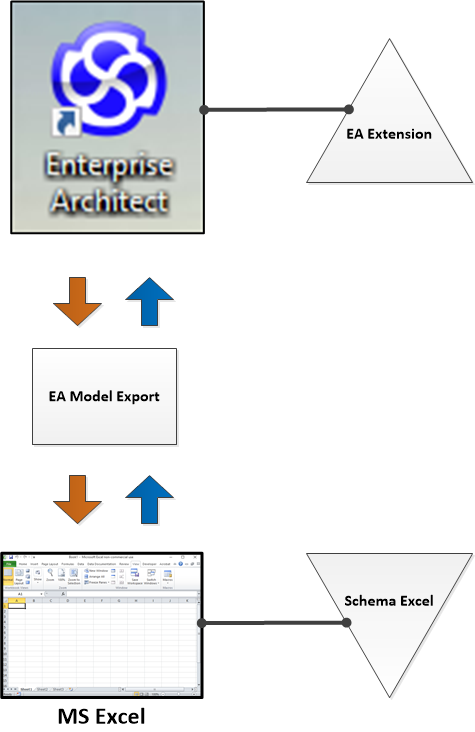 Enterprise
Architect
EA Extension
EA Model Export
Schema Excel
MS Excel